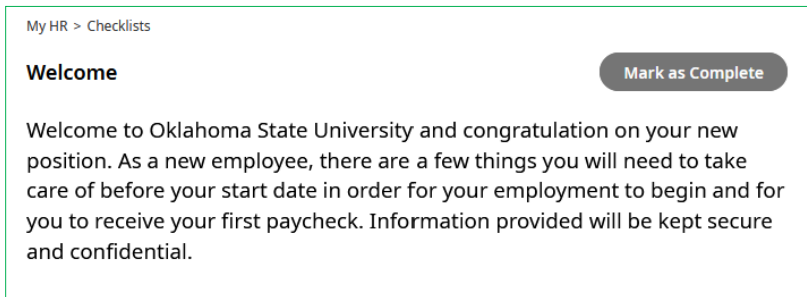 My HR > Checklists
Welcome
Mark as Complete
Welcome to Oklahoma State University and congratulation on your new
position. As a new employee, there are a few things you will need to take
care of before your start date in order for your employment to begin and for
you to receive your first paycheck. Information provided will be kept secure
and confidential.